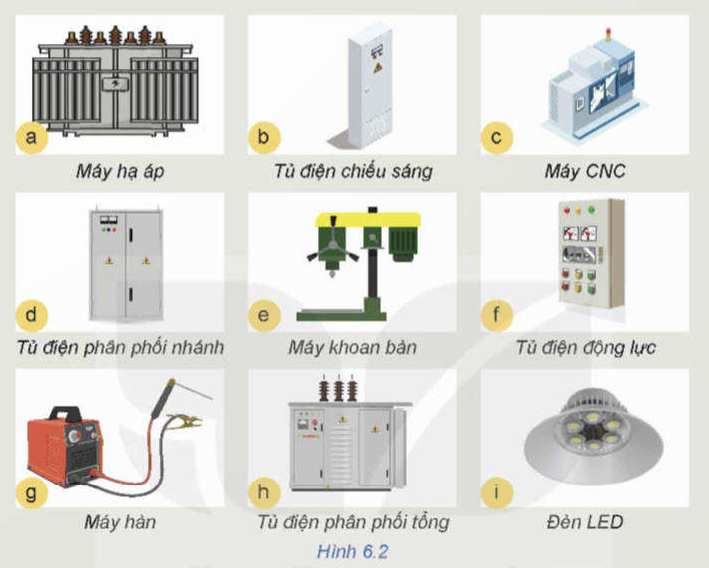 a
Máy hạ áp
b
Tủ điện chiếu sáng
c
Máy CNC
d
Tủ điện phân phối nhánh
e
Máy khoan bàn
f
Tủ điện động lực
g
Máy hàn
h
Tủ điện phân phối tổng
i
Đèn LED
Hình 6.2